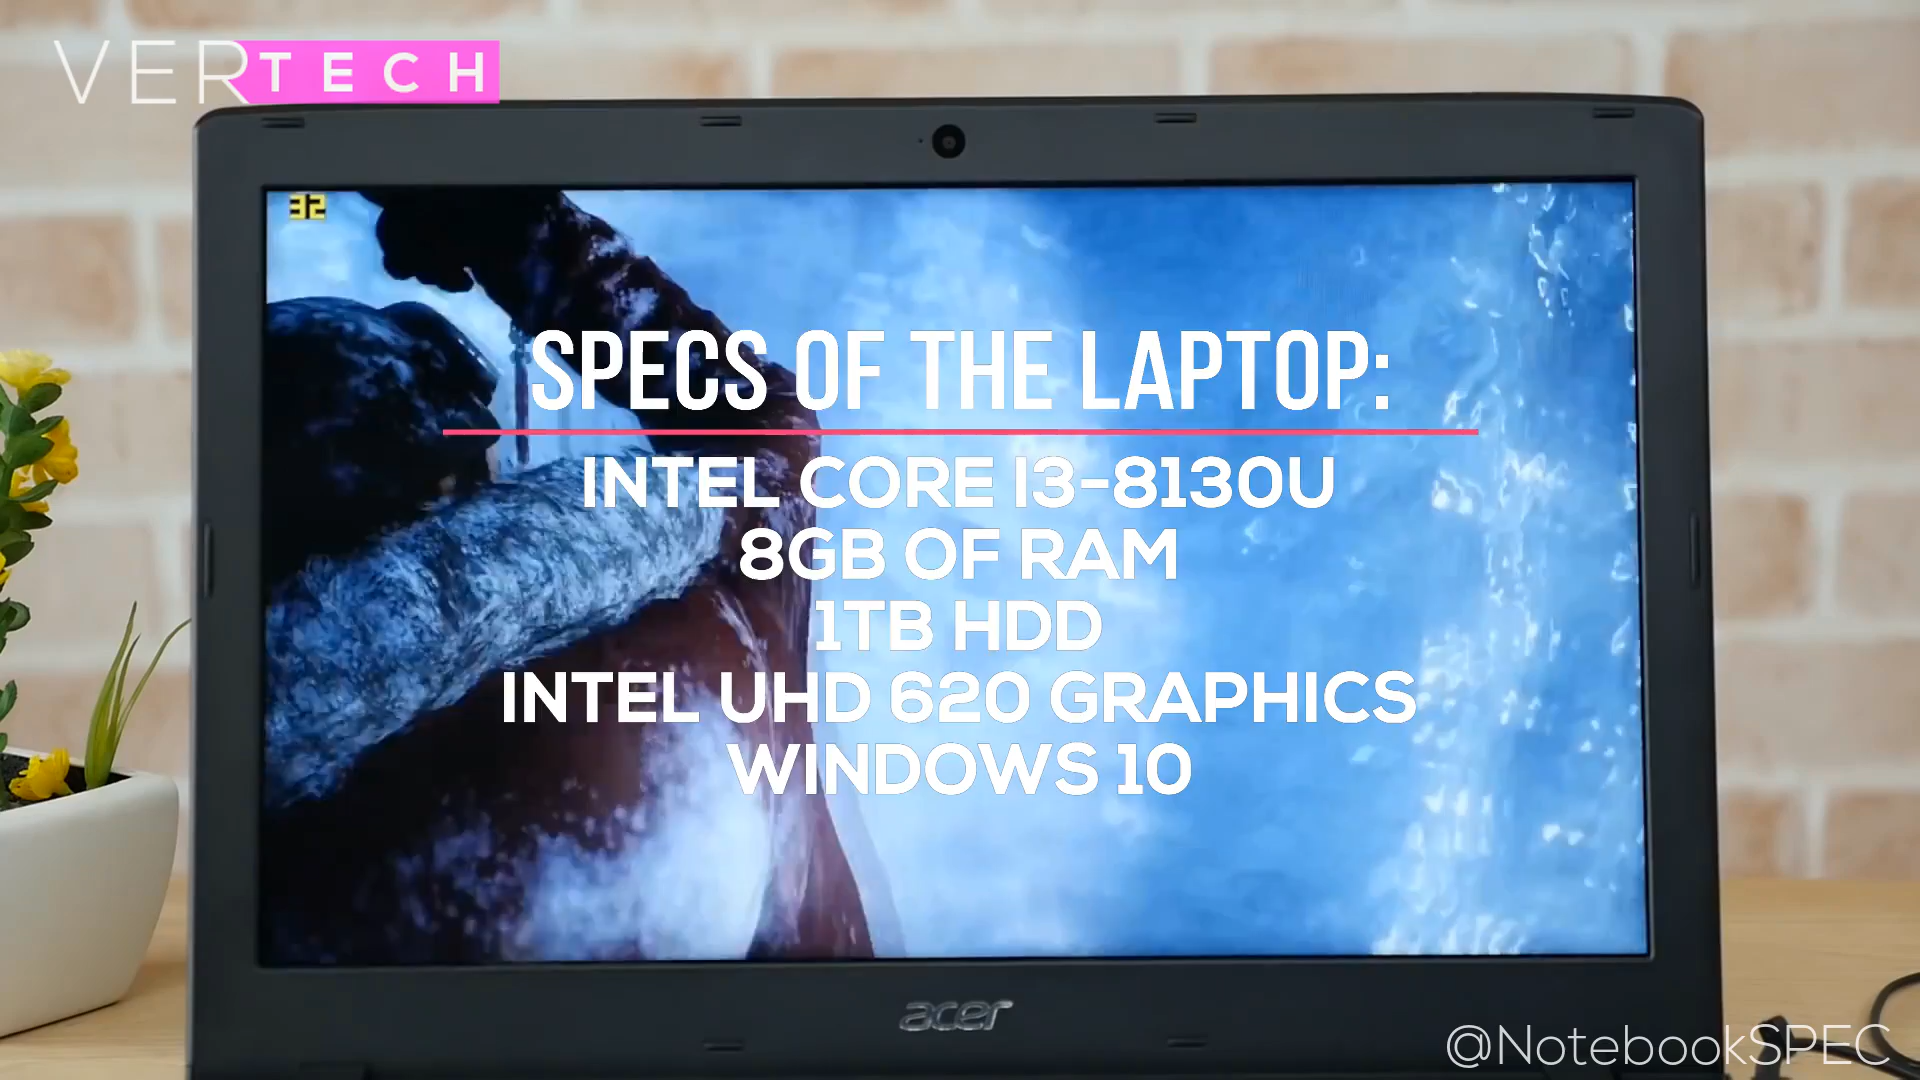 VERTECH
32
SPECS OF THE LAPTOP:
INTEL CORE I3-8130U
8GB OF RAM
1TB HDD
INTEL UHD 620 GRAPHICS
WINDOWS 10
acer
@NotebookSPEC